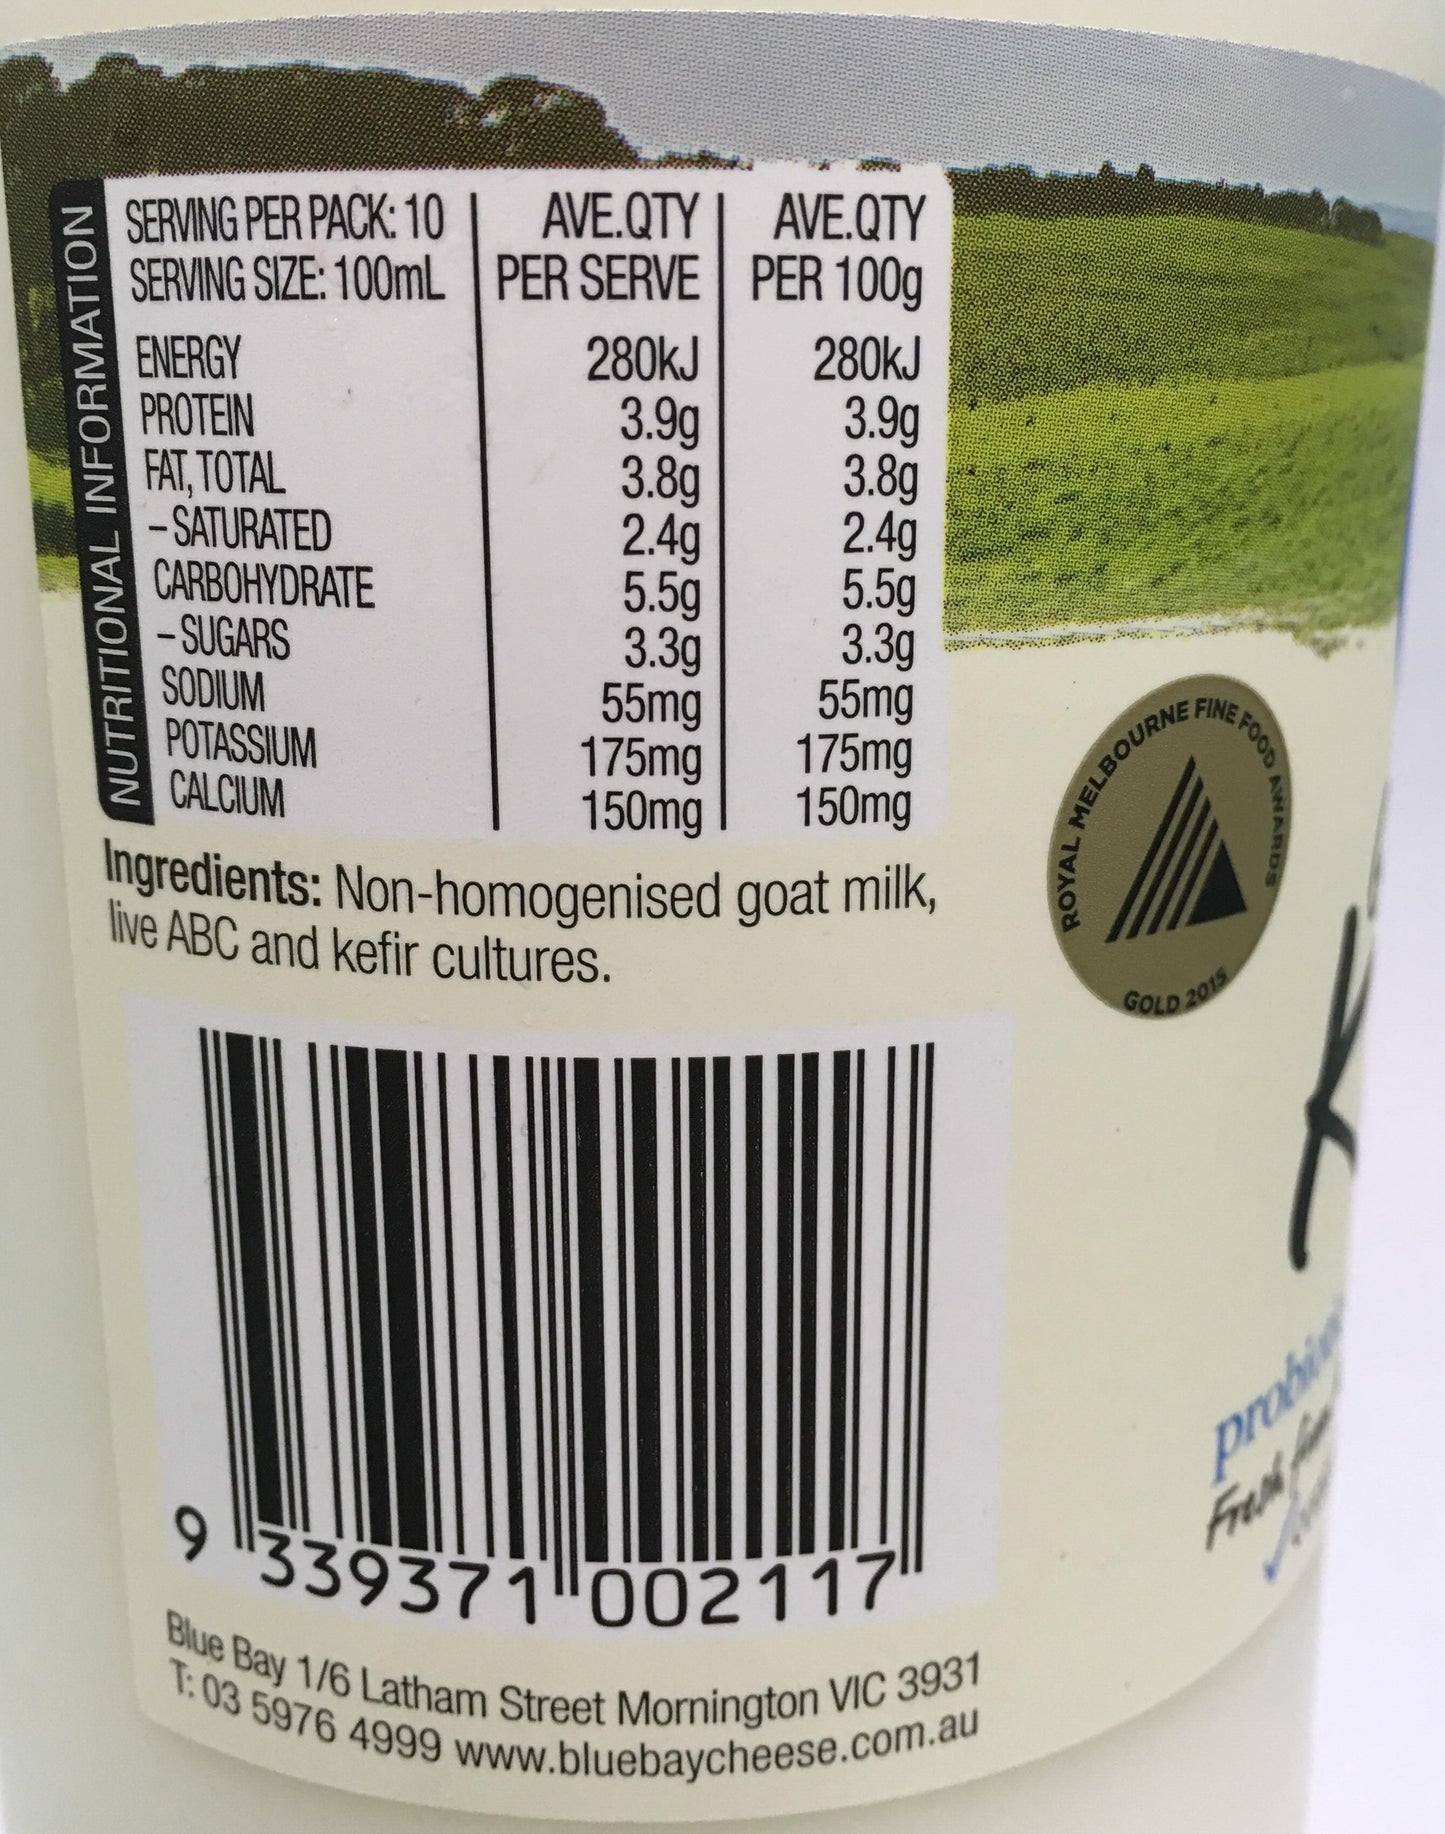 NUTRITIONAL INFORMATION
SERVING PER PACK: 10 AVE.QTY AVE.QTY
SERVING SIZE: 100mL PER SERVE PER 100g
ENERGY 280kJ 280kJ
PROTEIN 3.9g 3.9g
FAT, TOTAL 3.8g 3.8g
– SATURATED 2.4g 2.4g
CARBOHYDRATE 5.5g 5.5g
– SUGARS 3.3g 3.3g
SODIUM 55mg 55mg
POTASSIUM 175mg 175mg
CALCIUM 150mg 150mg
Ingredients: Non-homogenised goat milk,
live ABC and kefir cultures.
9 339371 002117
Blue Bay 1/6 Latham Street Mornington VIC 3931
T: 03 5976 4999 www.bluebaycheese.com.au
ROYAL MELBOURNE FINE FOOD AWARDS
GOLD 2015
K
Fresh